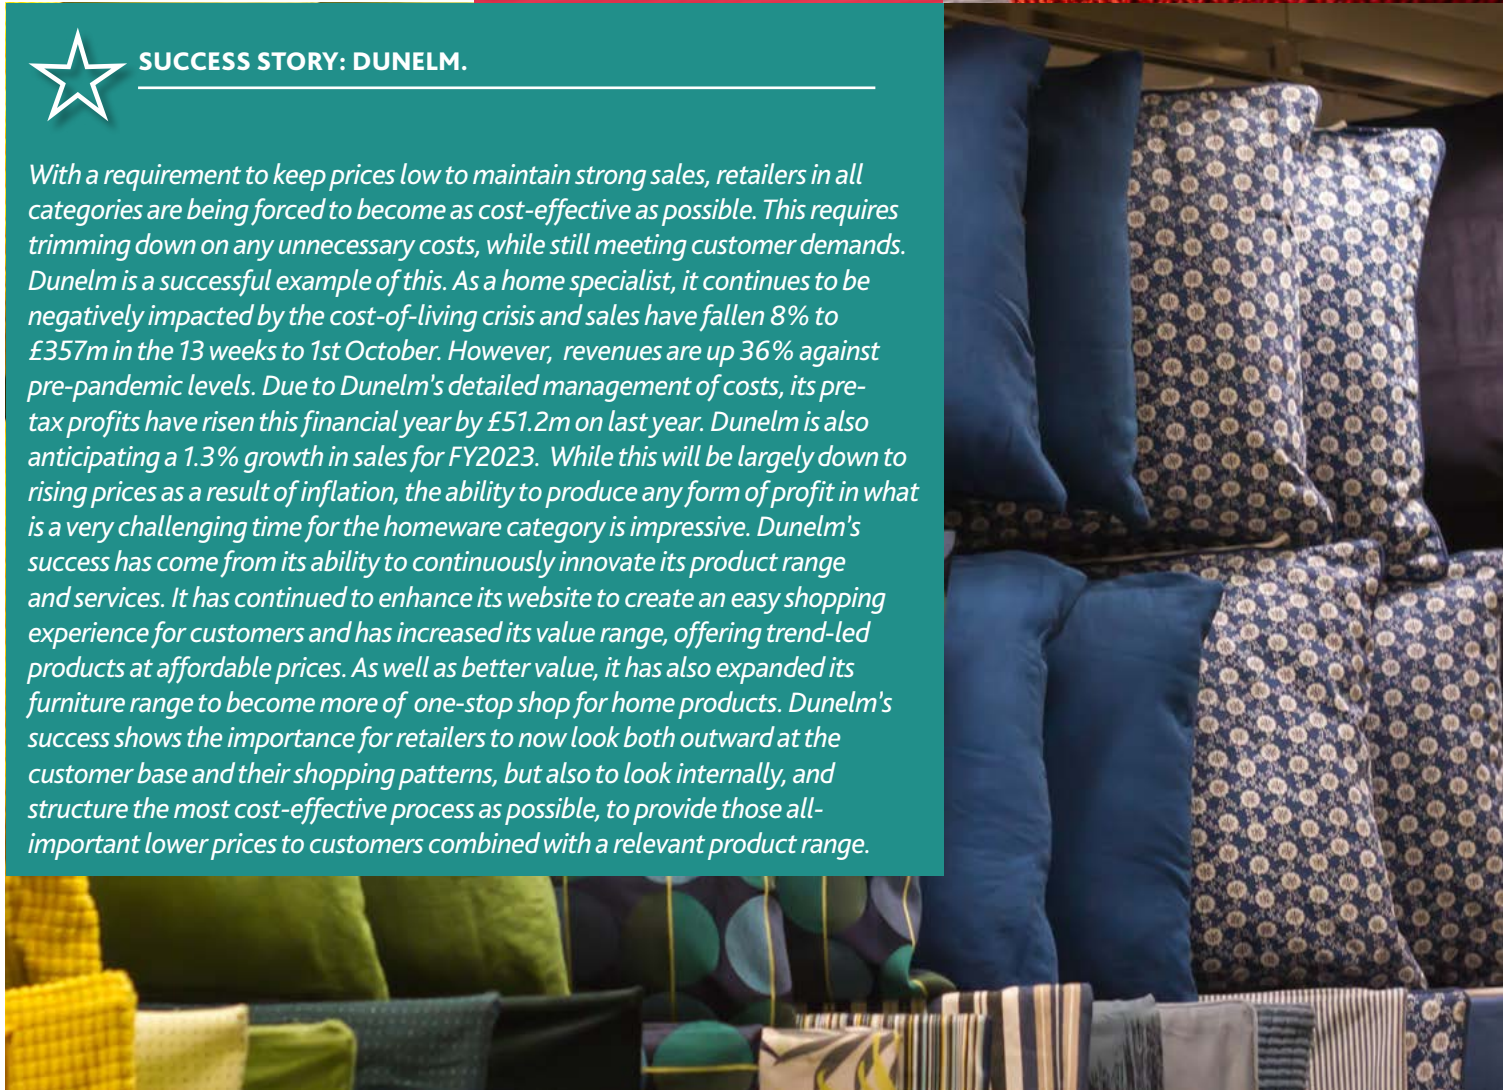 SUCCESS STORY: DUNELM.
With a requirement to keep prices low to maintain strong sales, retailers in all
categories are being forced to become as cost-effective as possible. This requires
trimming down on any unnecessary costs, while still meeting customer demands.
Dunelm is a successful example of this. As a home specialist, it continues to be
negatively impacted by the cost-of-living crisis and sales have fallen 8% to
£357m in the 13 weeks to 1st October. However, revenues are up 36% against
pre-pandemic levels. Due to Dunelm's detailed management of costs, its pre-
tax profits have risen this financial year by £51.2m on last year. Dunelm is also
anticipating a 1.3% growth in sales for FY2023. While this will be largely down to
rising prices as a result of inflation, the ability to produce any form of profit in what
is a very challenging time for the homeware category is impressive. Dunelm's
success has come from its ability to continuously innovate its product range
and services. It has continued to enhance its website to create an easy shopping
experience for customers and has increased its value range, offering trend-led
products at affordable prices. As well as better value, it has also expanded its
furniture range to become more of one-stop shop for home products. Dunelm's
success shows the importance for retailers to now look both outward at the
customer base and their shopping patterns, but also to look internally, and
structure the most cost-effective process as possible, to provide those all-
important lower prices to customers combined with a relevant product range.